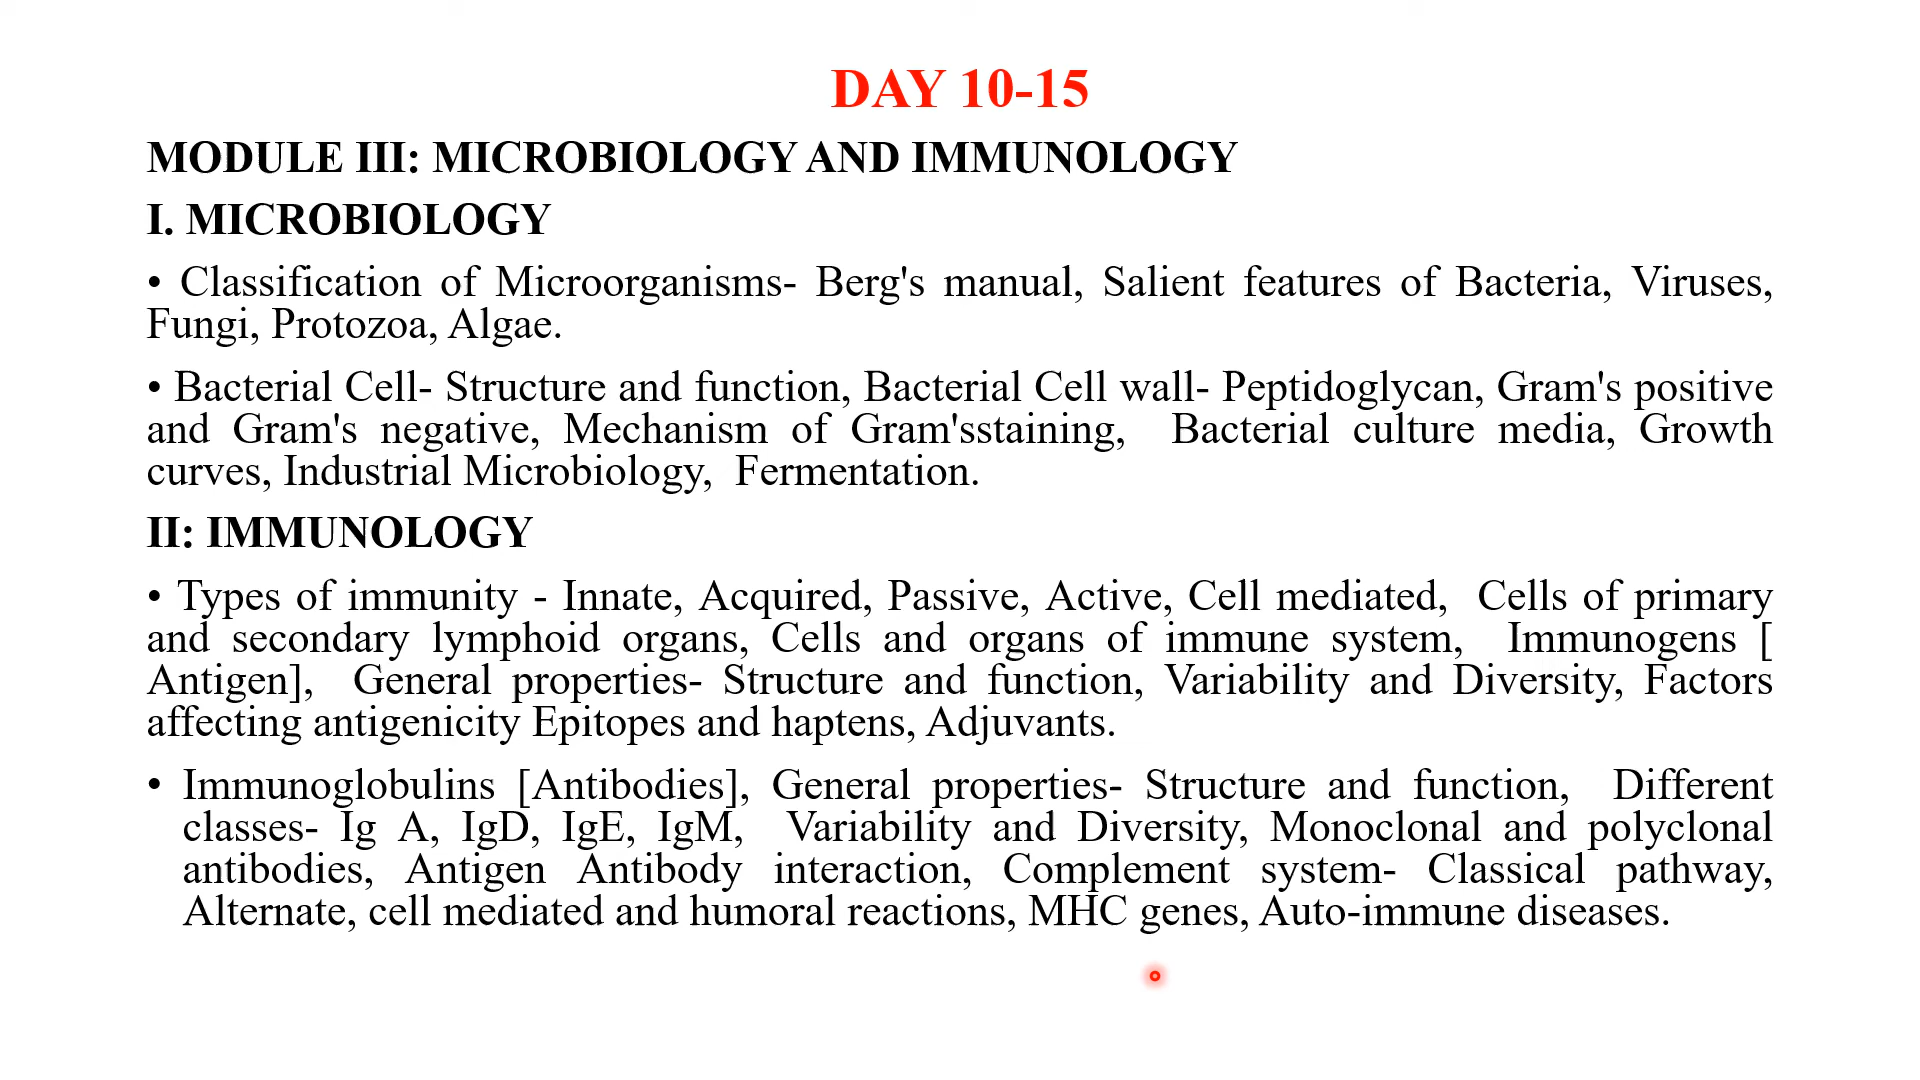 DAY 10-15
MODULE III: MICROBIOLOGY AND IMMUNOLOGY
I. MICROBIOLOGY
• Classification of Microorganisms- Berg's manual, Salient features of Bacteria, Viruses,
Fungi, Protozoa, Algae.
• Bacterial Cell- Structure and function, Bacterial Cell wall- Peptidoglycan, Gram's positive
and Gram's negative, Mechanism of Gram'sstaining, Bacterial culture media, Growth
curves, Industrial Microbiology, Fermentation.
II: IMMUNOLOGY
• Types of immunity - Innate, Acquired, Passive, Active, Cell mediated, Cells of primary
and secondary lymphoid organs, Cells and organs of immune system, Immunogens [
Antigen], General properties- Structure and function, Variability and Diversity, Factors
affecting antigenicity Epitopes and haptens, Adjuvants.
• Immunoglobulins [Antibodies], General properties- Structure and function, Different
classes- Ig A, IgD, IgE, IgM, Variability and Diversity, Monoclonal and polyclonal
antibodies, Antigen Antibody interaction, Complement system- Classical pathway,
Alternate, cell mediated and humoral reactions, MHC genes, Auto-immune diseases.